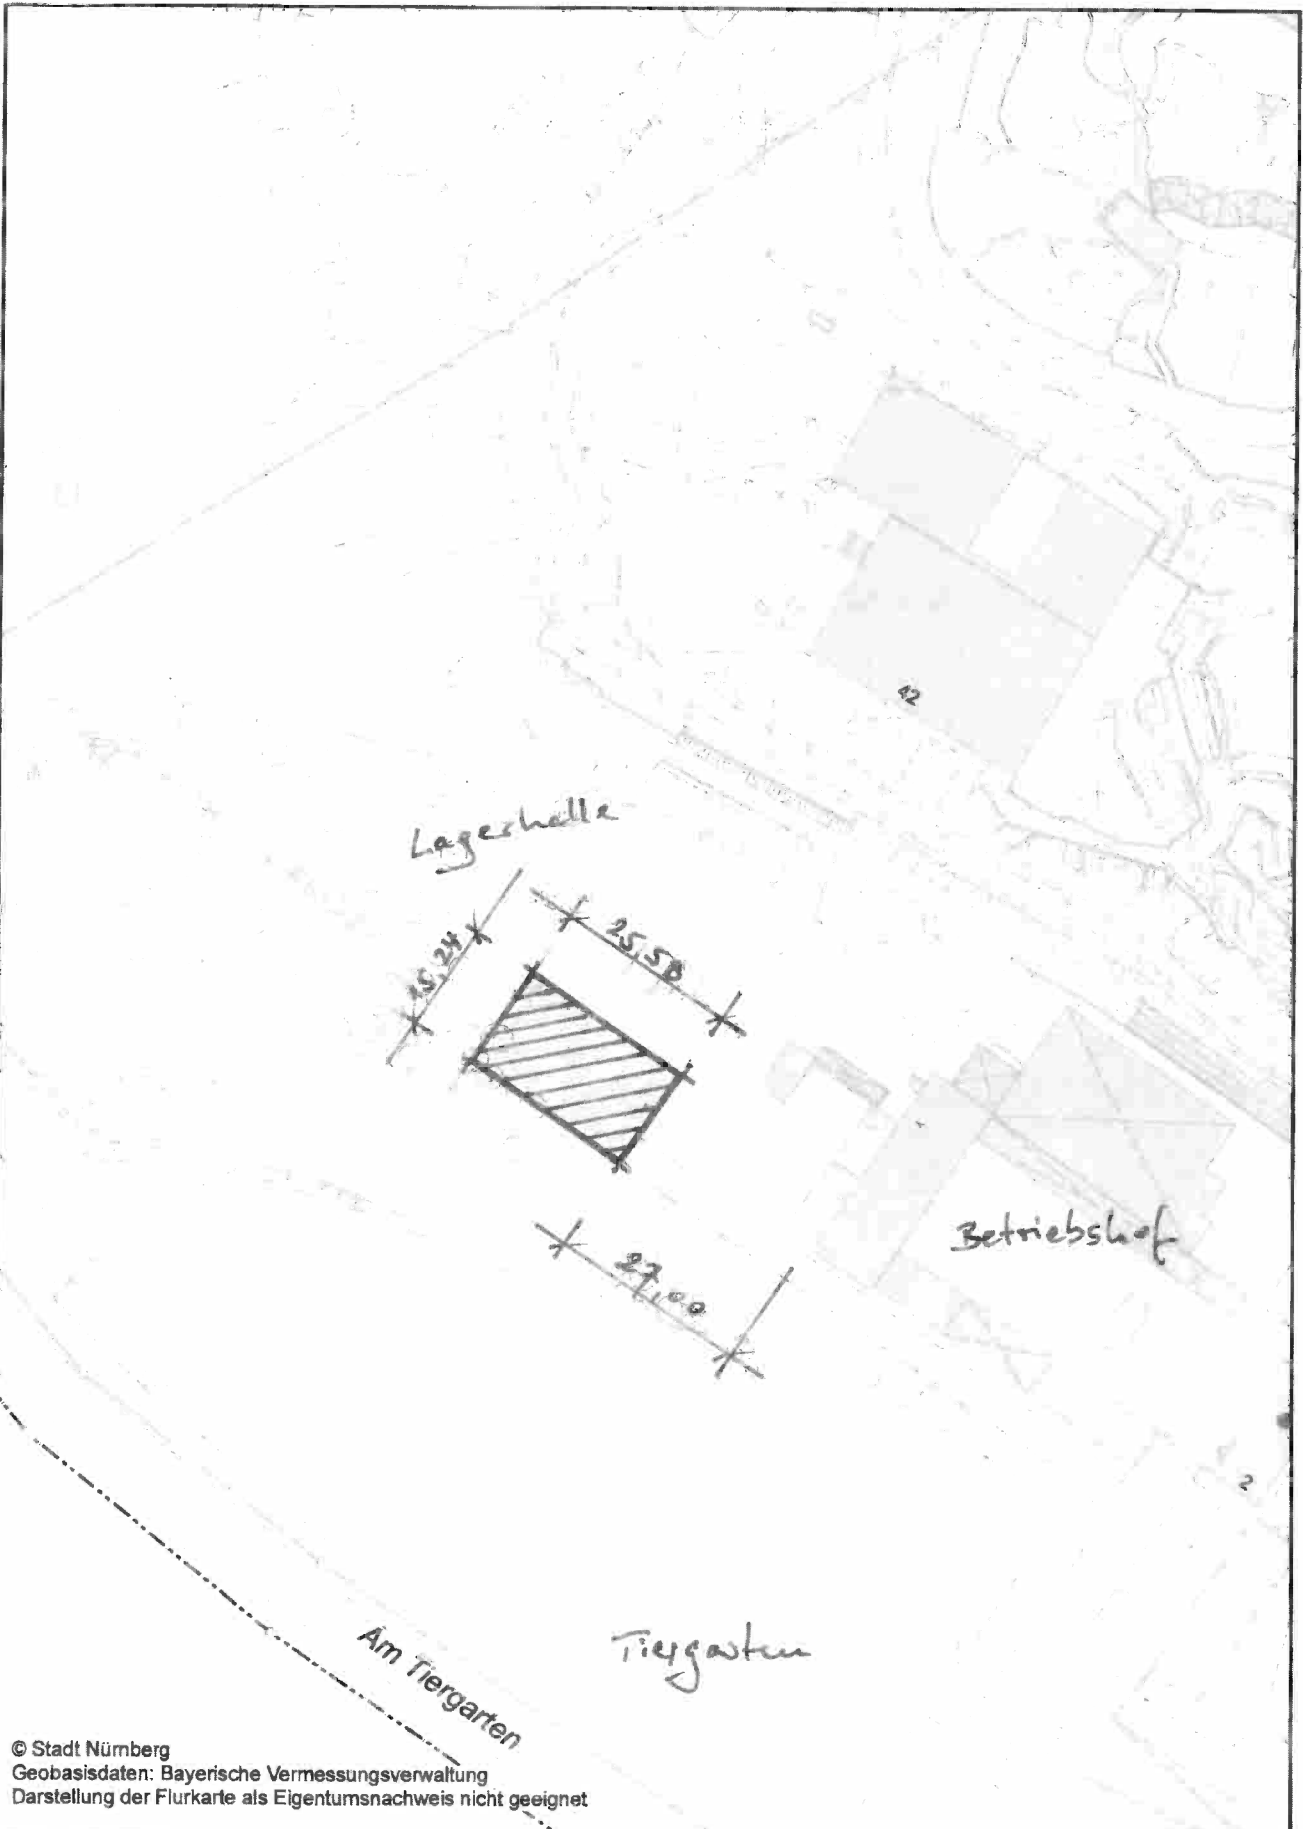 42
Lagerhalle
25,50
15,24
27,00
Betriebshof
2
Am Tiergarten
Tiergarten
© Stadt Nürnberg
Geobasisdaten: Bayerische Vermessungsverwaltung
Darstellung der Flurkarte als Eigentumsnachweis nicht geeignet